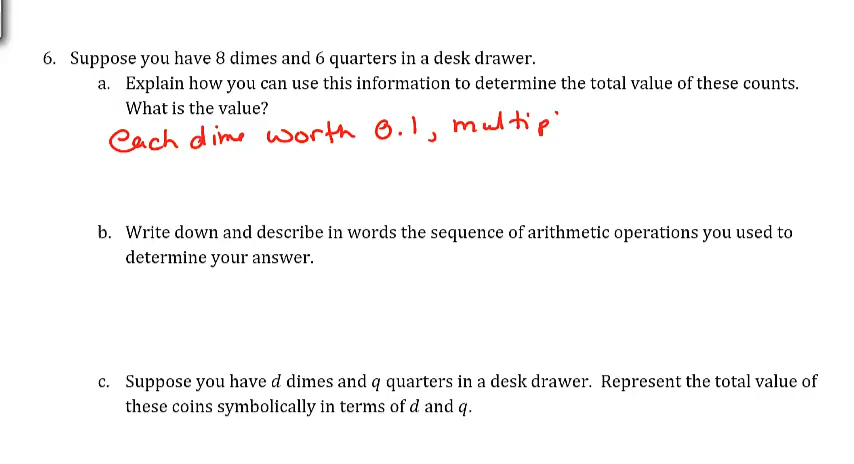 6. Suppose you have 8 dimes and 6 quarters in a desk drawer.
a. Explain how you can use this information to determine the total value of these counts.
What is the value?
each dime worth 0.1, multip
b. Write down and describe in words the sequence of arithmetic operations you used to
determine your answer.
c. Suppose you have d dimes and q quarters in a desk drawer. Represent the total value of
these coins symbolically in terms of d and q.